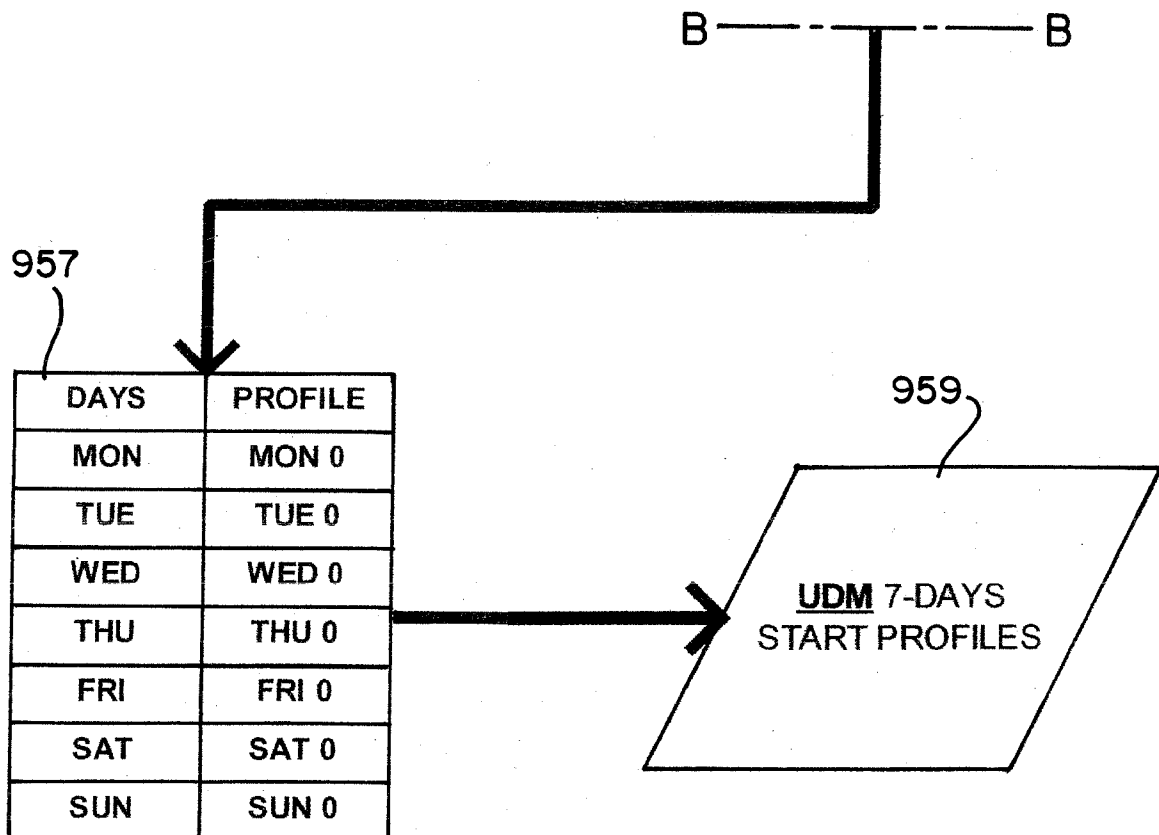 B B
957
DAYS PROFILE
MON MON 0
TUE TUE 0
WED WED 0
THU THU 0
FRI FRI 0
SAT SAT 0
SUN SUN 0
959
UDM 7-DAYS
START PROFILES